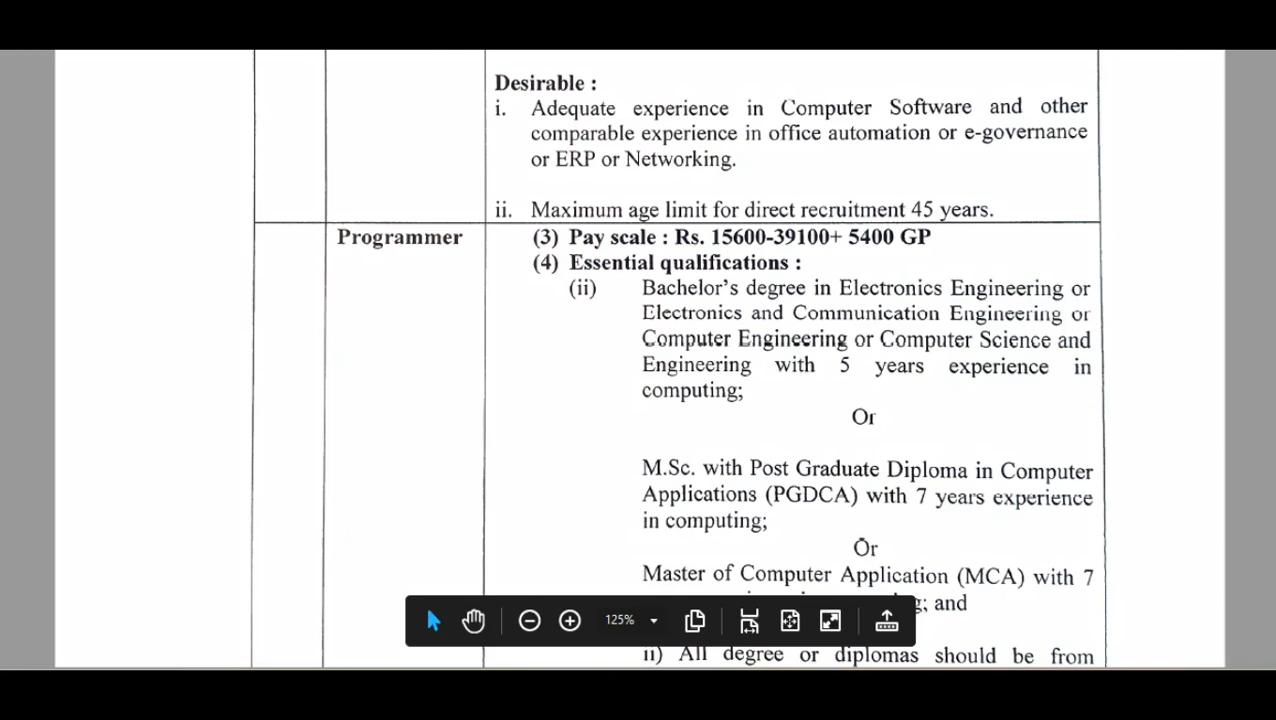 Desirable :
i. Adequate experience in Computer Software and other
comparable experience in office automation or e-governance
or ERP or Networking.
ii. Maximum age limit for direct recruitment 45 years.
Programmer
(3) Pay scale : Rs. 15600-39100+ 5400 GP
(4) Essential qualifications :
(ii) Bachelor's degree in Electronics Engineering or
Electronics and Communication Engineering or
Computer Engineering or Computer Science and
Engineering with 5 years experience in
computing;
Or
M.Sc. with Post Graduate Diploma in Computer
Applications (PGDCA) with 7 years experience
in computing;
Or
Master of Computer Application (MCA) with 7
g; and
125%
ii) All degree or diplomas should be from